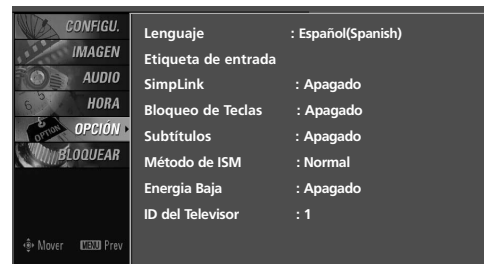 CONFIGU.
IMAGEN
AUDIO
HORA
OPCIÓN
BLOQUEAR
Mover MENU Prev
Lenguaje : Español(Spanish)
Etiqueta de entrada
SimpLink : Apagado
Bloqueo de Teclas : Apagado
Subtítulos : Apagado
Método de ISM : Normal
Energia Baja : Apagado
ID del Televisor : 1